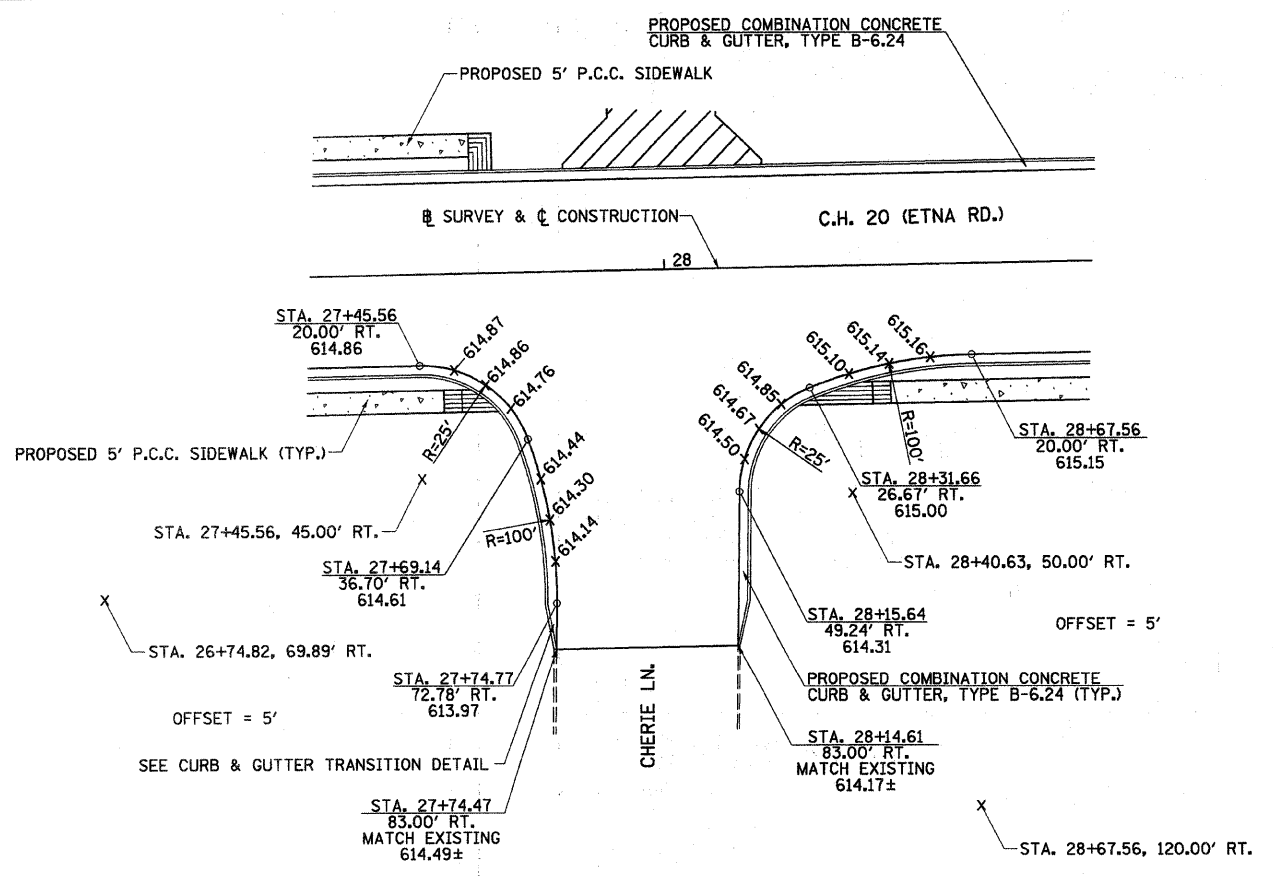 PROPOSED COMBINATION CONCRETE
CURB & GUTTER, TYPE B-6.24
PROPOSED 5' P.C.C. SIDEWALK
℄ SURVEY & ℄ CONSTRUCTION
C.H. 20 (ETNA RD.)
28
STA. 27+45.56
20.00' RT.
614.86
614.87
614.86
614.76
R=25'
614.44
614.30
R=100'
614.14
PROPOSED 5' P.C.C. SIDEWALK (TYP.)
STA. 27+45.56, 45.00' RT.
STA. 27+69.14
36.70' RT.
614.61
STA. 26+74.82, 69.89' RT.
STA. 27+74.77
72.78' RT.
613.97
OFFSET = 5'
SEE CURB & GUTTER TRANSITION DETAIL
STA. 27+74.47
83.00' RT.
MATCH EXISTING
614.49±
CHERIE LN.
615.16
615.14
615.10
614.85
614.67
614.50
R=25'
R=100'
STA. 28+67.56
20.00' RT.
615.15
STA. 28+31.66
26.67' RT.
615.00
STA. 28+40.63, 50.00' RT.
STA. 28+15.64
49.24' RT.
614.31
OFFSET = 5'
PROPOSED COMBINATION CONCRETE
CURB & GUTTER, TYPE B-6.24 (TYP.)
STA. 28+14.61
83.00' RT.
MATCH EXISTING
614.17±
STA. 28+67.56, 120.00' RT.